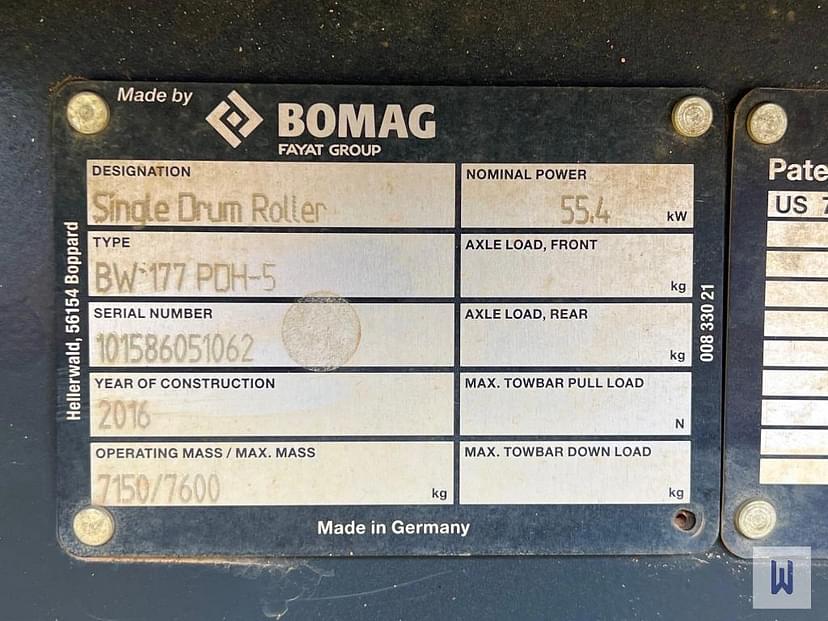 Made by
BOMAG
FAYAT GROUP
DESIGNATION
Single Drum Roller
NOMINAL POWER
55.4 kW
TYPE
BW 177 PDH-5
AXLE LOAD, FRONT
kg
SERIAL NUMBER
101586051062
AXLE LOAD, REAR
kg
YEAR OF CONSTRUCTION
2016
MAX. TOWBAR PULL LOAD
N
OPERATING MASS / MAX. MASS
7150/7600 kg
MAX. TOWBAR DOWN LOAD
kg
Made in Germany
Hellerwald, 56154 Boppard
008 330 21
Pate
US 7
W